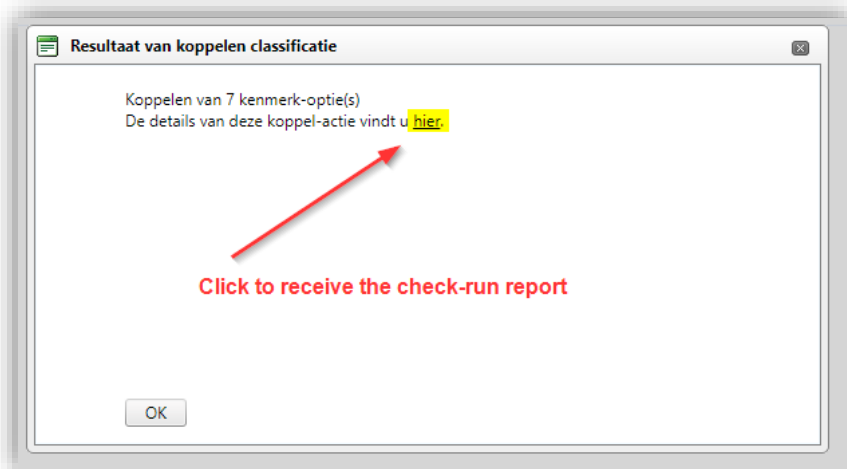 Resultaat van koppelen classificatie
Koppelen van 7 kenmerk-optie(s)
De details van deze koppel-actie vindt u hier.
Click to receive the check-run report
OK